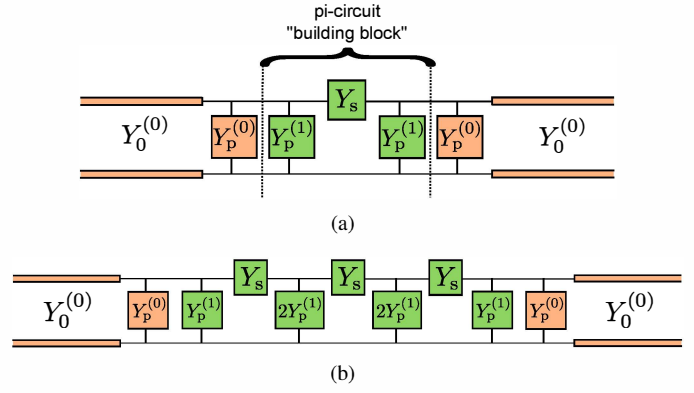 pi-circuit
"building block"
Y_0^(0) Y_p^(0) Y_p^(1) Y_s Y_p^(1) Y_p^(0) Y_0^(0)
(a)
Y_0^(0) Y_p^(0) Y_p^(1) Y_s 2Y_p^(1) Y_s 2Y_p^(1) Y_s Y_p^(1) Y_p^(0) Y_0^(0)
(b)